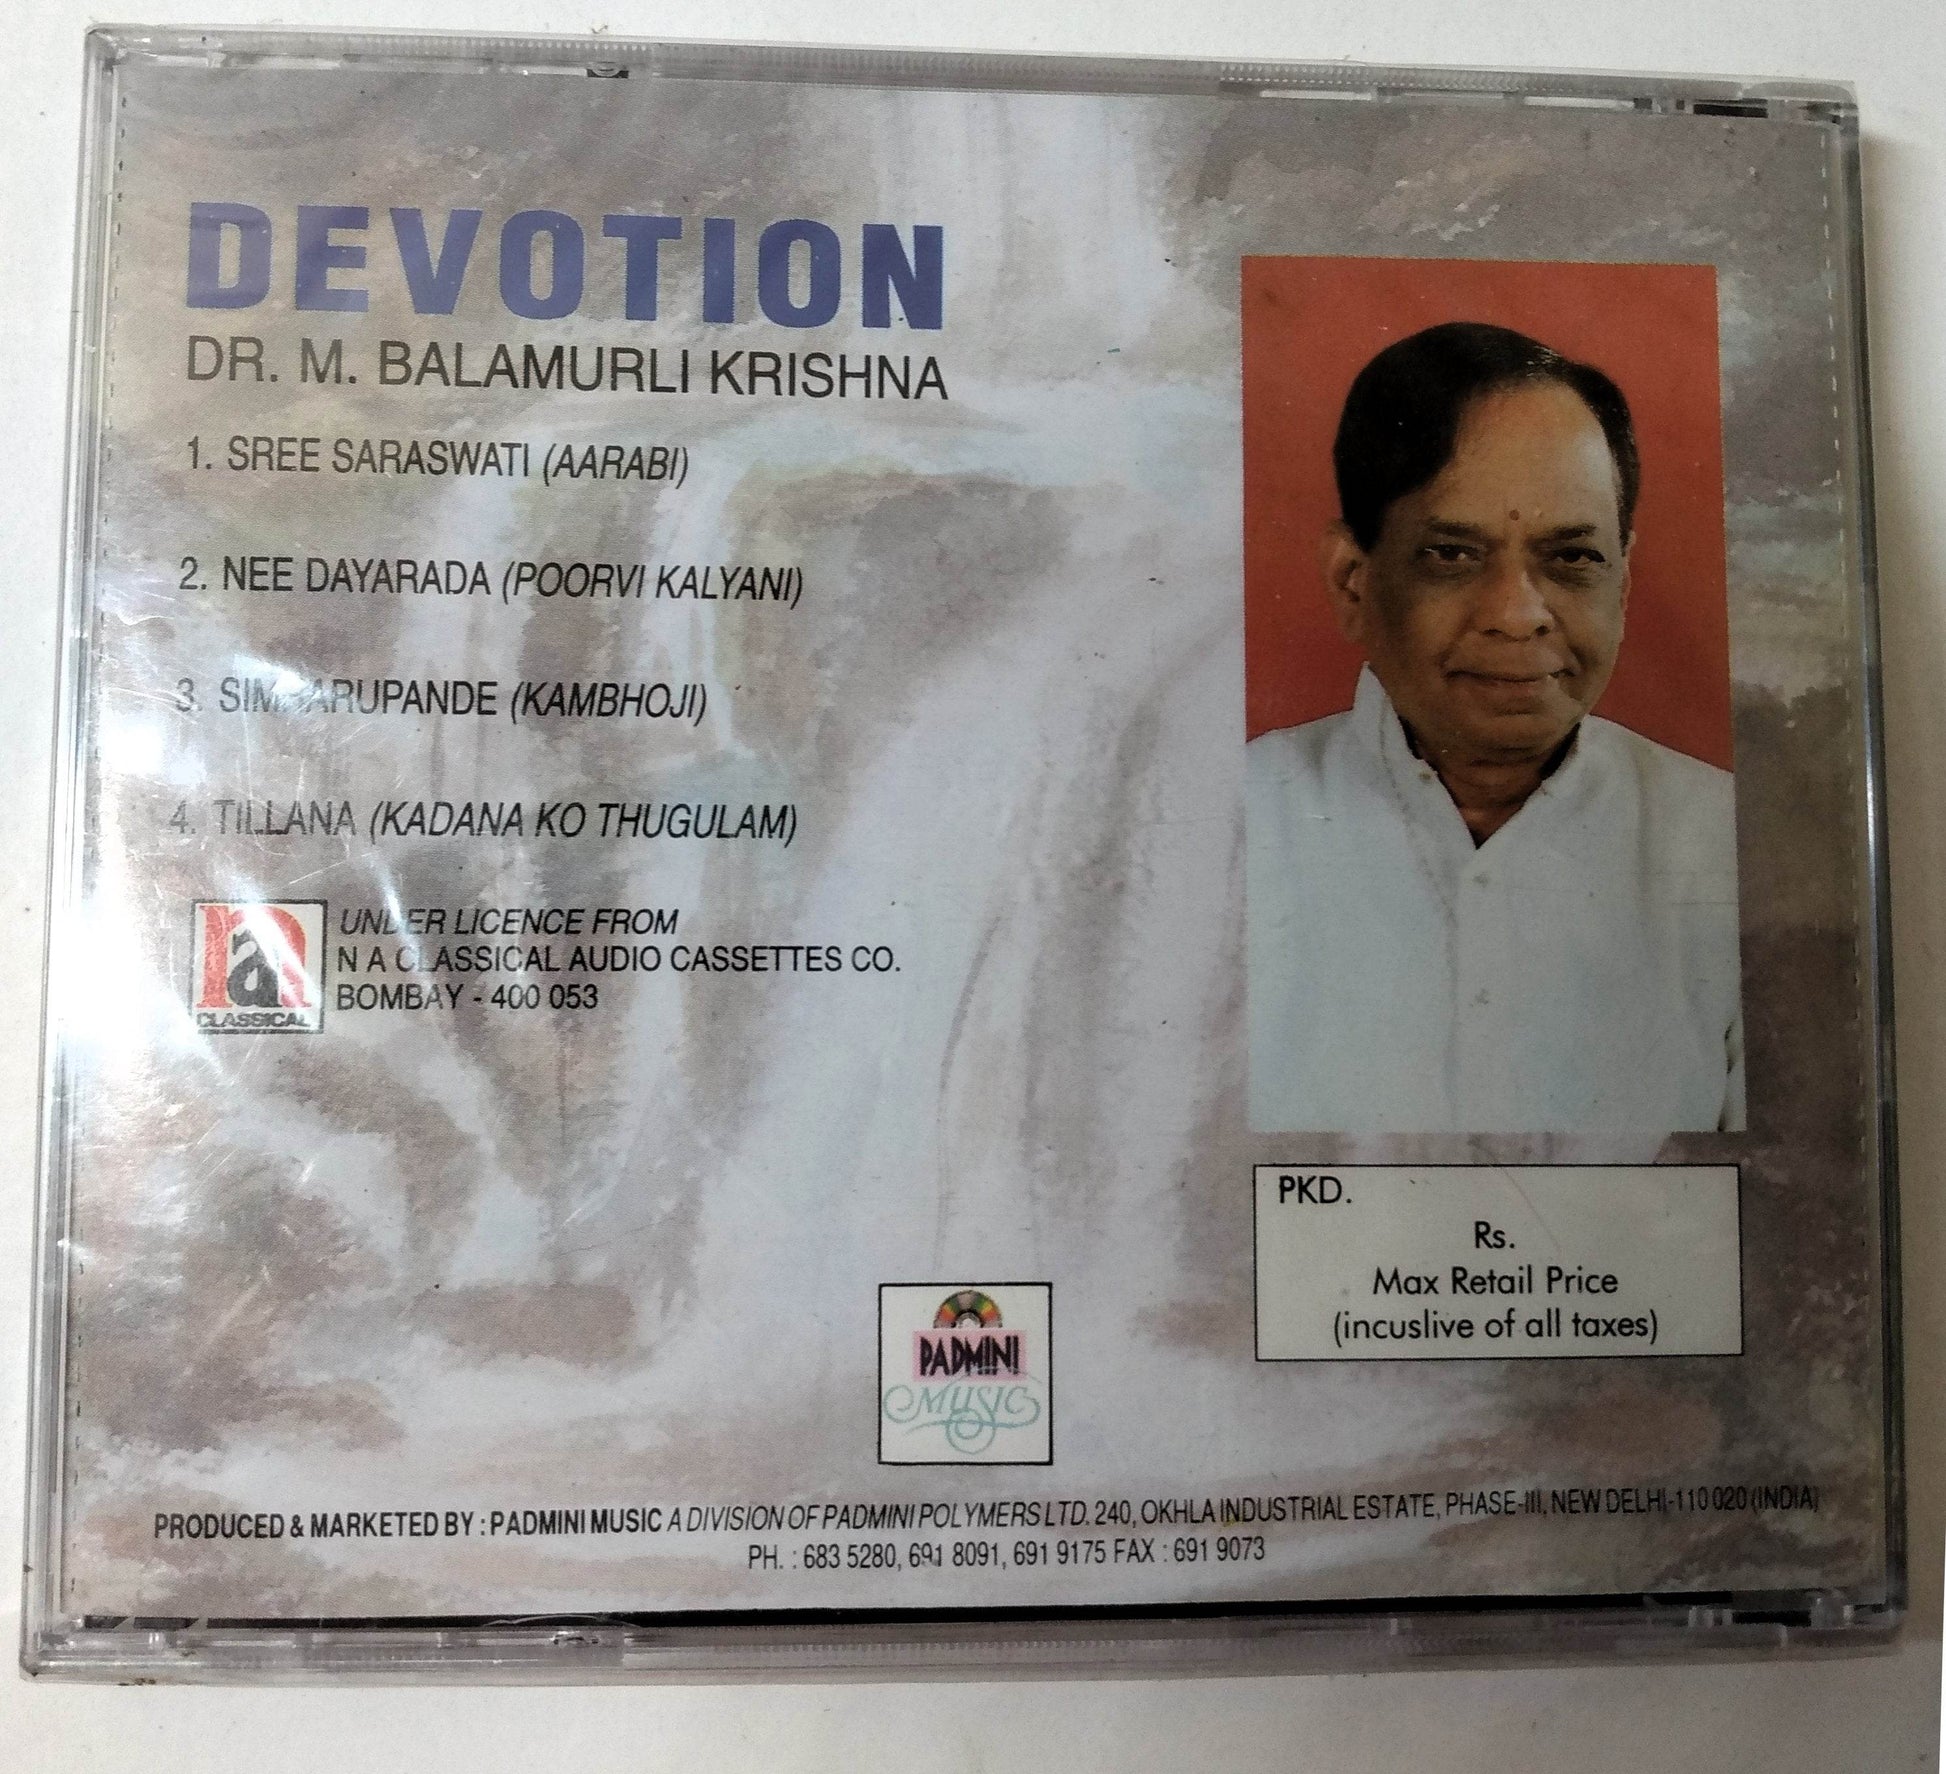 DEVOTION
DR. M. BALAMURLI KRISHNA
1. SREE SARASWATI (AARABI)
2. NEE DAYARADA (POORVI KALYANI)
3. (KAMBHOJI)
4. TILLANA (KADANA KO THUGULAM)
na
CLASSICAL
UNDER LICENCE FROM
N A CLASSICAL AUDIO CASSETTES CO.
BOMBAY - 400 053
PKD.
Rs.
Max Retail Price
(incuslive of all taxes)
PADMINI
MUSIC
PRODUCED & MARKETED BY : PADMINI MUSIC A DIVISION OF PADMINI POLYMERS LTD. 240, OKHLA INDUSTRIAL ESTATE, PHASE-III, NEW DELHI-110 020 (INDIA)
PH. : 683 5280, 691 8091, 691 9175 FAX : 691 9073